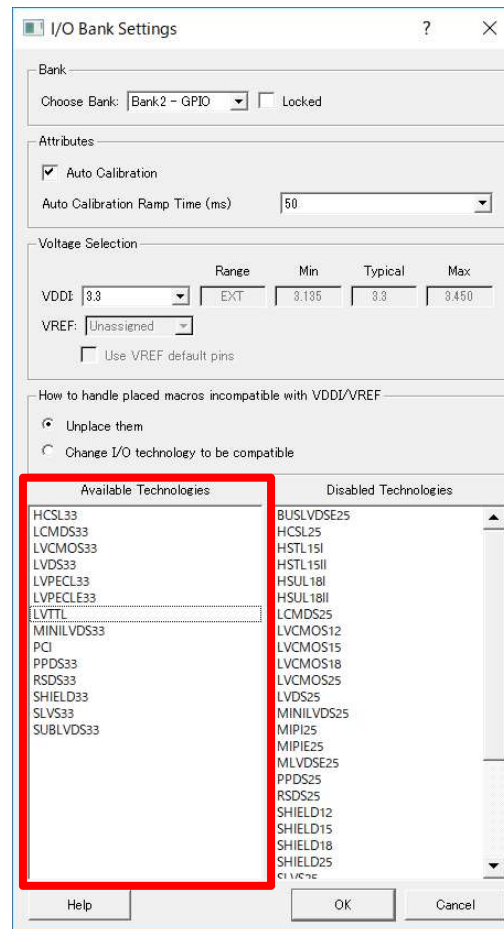 I/O Bank Settings ? ×
Bank
Choose Bank: Bank2 - GPIO Locked
Attributes
Auto Calibration
Auto Calibration Ramp Time (ms) 50
Voltage Selection
Range Min Typical Max
VDDI: 3.3 EXT 3.135 3.3 3.450
VREF: Unassigned
Use VREF default pins
How to handle placed macros incompatible with VDDI/VREF
Unplace them
Change I/O technology to be compatible
Available Technologies
HCSL33
LCMDS33
LVCMOS33
LVDS33
LVPECL33
LVPECLE33
LVTTL
MINILVDS33
PCI
PPDS33
RSDS33
SHIELD33
SLVS33
SUBLVDS33
Disabled Technologies
BUSLVDSE25
HCSL25
HSTL15I
HSTL15II
HSUL18I
HSUL18II
LCMDS25
LVCMOS12
LVCMOS15
LVCMOS18
LVCMOS25
LVDS25
MINILVDS25
MIPI25
MIPIE25
MLVDSE25
PPDS25
RSDS25
SHIELD12
SHIELD15
SHIELD18
SHIELD25
SLVS25
Help OK Cancel